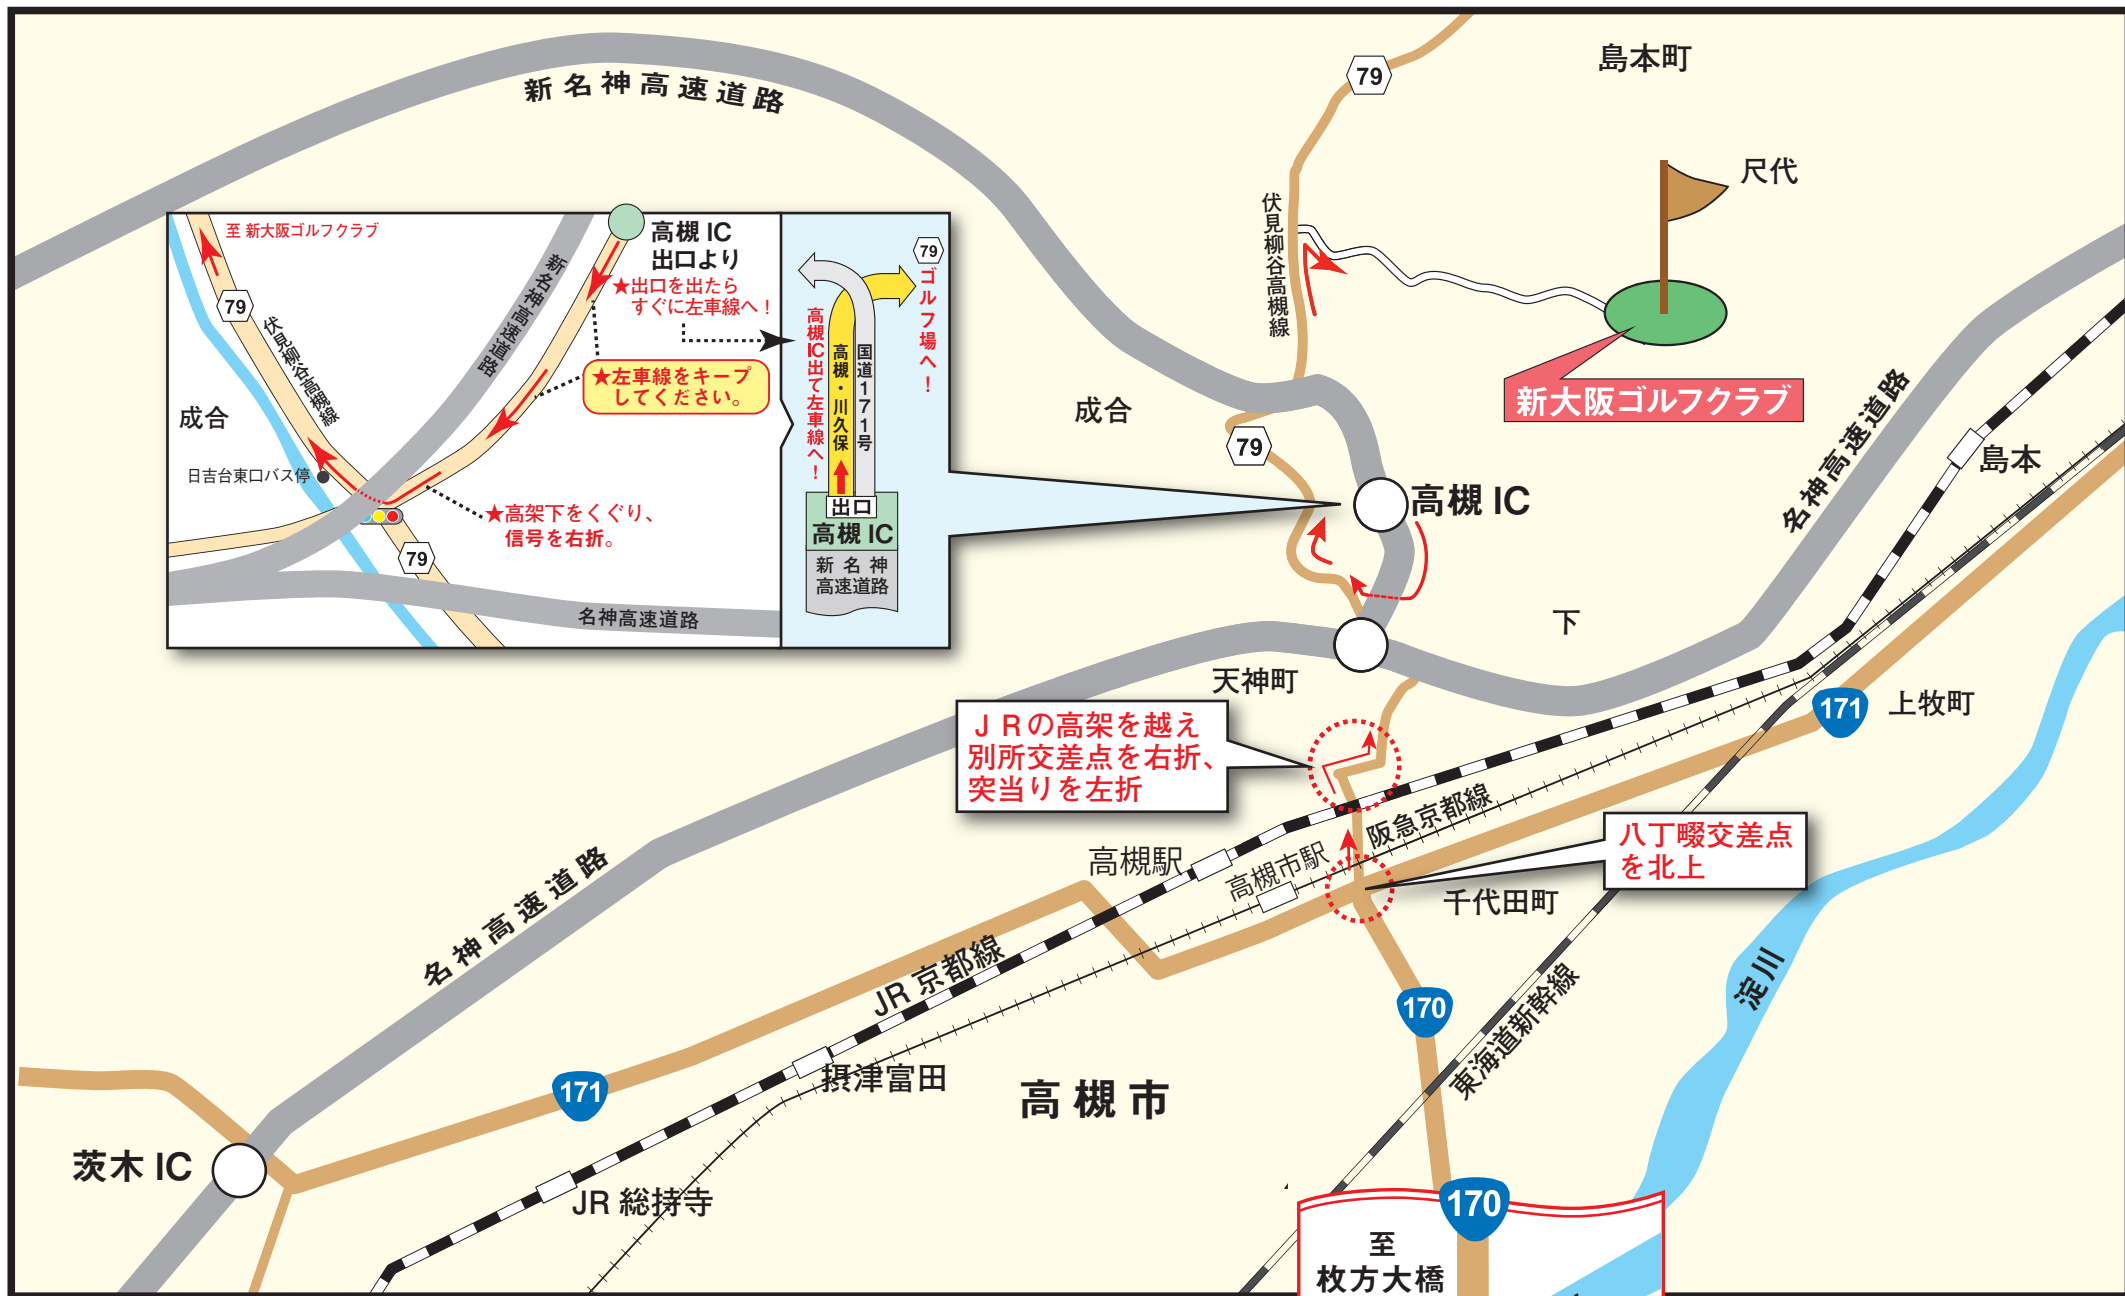 新名神高速道路
79
島本町
尺代
伏見柳谷高槻線
新大阪ゴルフクラブ
至 新大阪ゴルフクラブ
79
伏見柳谷高槻線
新名神高速道路
高槻 IC
出口より
★出口を出たら
すぐに左車線へ！
★左車線をキープ
してください。
成合
日吉台東口バス停
★高架下をくぐり、
信号を右折。
79
名神高速道路
79
ゴルフ場へ！
高槻IC出て左車線へ！
高槻・川久保
国道171号
出口
高槻 IC
新名神
高速道路
成合
79
高槻 IC
名神高速道路
島本
下
天神町
171
上牧町
ＪＲの高架を越え
別所交差点を右折、
突当りを左折
阪急京都線
高槻駅
高槻市駅
八丁畷交差点
を北上
千代田町
名神高速道路
JR 京都線
淀川
170
東海道新幹線
171
摂津富田
高槻市
茨木 IC
JR 総持寺
170
至
枚方大橋